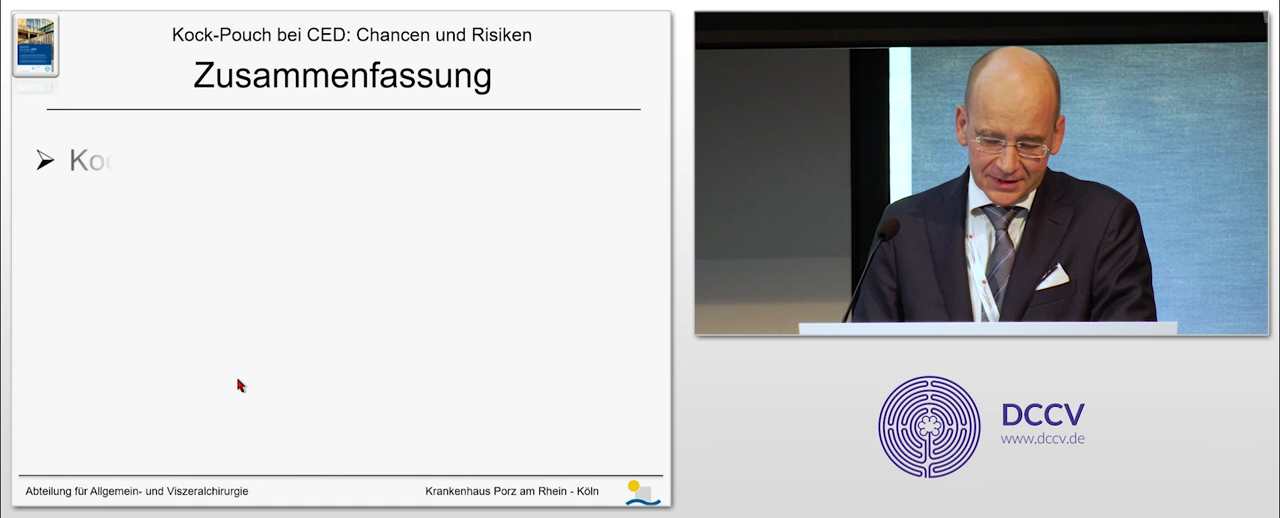 Kock-Pouch bei CED: Chancen und Risiken
Zusammenfassung
➢ Koc
Abteilung für Allgemein- und Viszeralchirurgie
Krankenhaus Porz am Rhein - Köln
DCCV
www.dccv.de